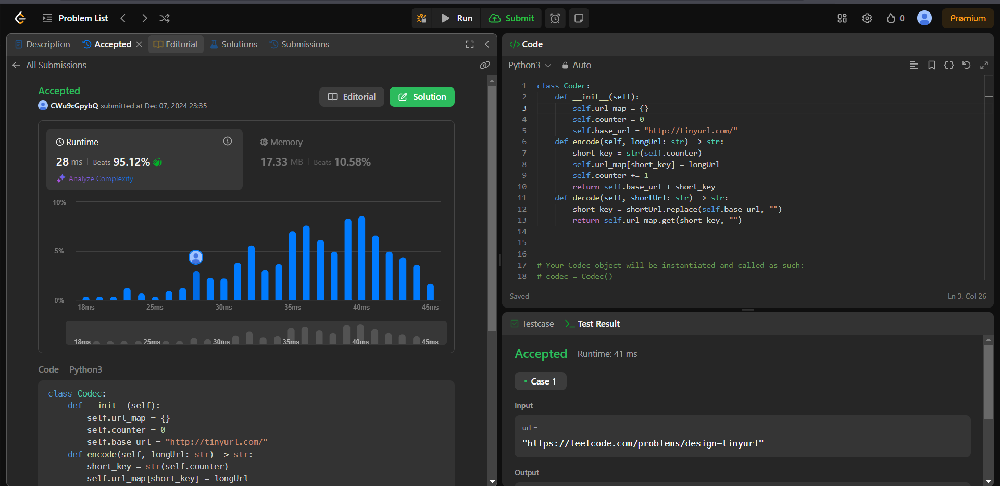 Problem List
Run
Submit
0
Premium
Description
Accepted
Editorial
Solutions
Submissions
All Submissions
Accepted
CWu9cGpybQ submitted at Dec 07, 2024 23:35
Editorial
Solution
Runtime
28 ms | Beats 95.12%
Analyze Complexity
Memory
17.33 MB | Beats 10.58%
10%
5%
0%
18ms 25ms 30ms 35ms 40ms 45ms
18ms 25ms 30ms 35ms 40ms 45ms
Code | Python3
class Codec:
    def __init__(self):
        self.url_map = {}
        self.counter = 0
        self.base_url = "http://tinyurl.com/"
    def encode(self, longUrl: str) -> str:
        short_key = str(self.counter)
        self.url_map[short_key] = longUrl
</> Code
Python3
Auto
1 class Codec:
2     def __init__(self):
3         self.url_map = {}
4         self.counter = 0
5         self.base_url = "http://tinyurl.com/"
6     def encode(self, longUrl: str) -> str:
7         short_key = str(self.counter)
8         self.url_map[short_key] = longUrl
9         self.counter += 1
10         return self.base_url + short_key
11     def decode(self, shortUrl: str) -> str:
12         short_key = shortUrl.replace(self.base_url, "")
13         return self.url_map.get(short_key, "")
14
15
16
17 # Your Codec object will be instantiated and called as such:
18 # codec = Codec()
Saved
Ln 3, Col 26
Testcase
Test Result
Accepted
Runtime: 41 ms
• Case 1
Input
url =
"https://leetcode.com/problems/design-tinyurl"
Output